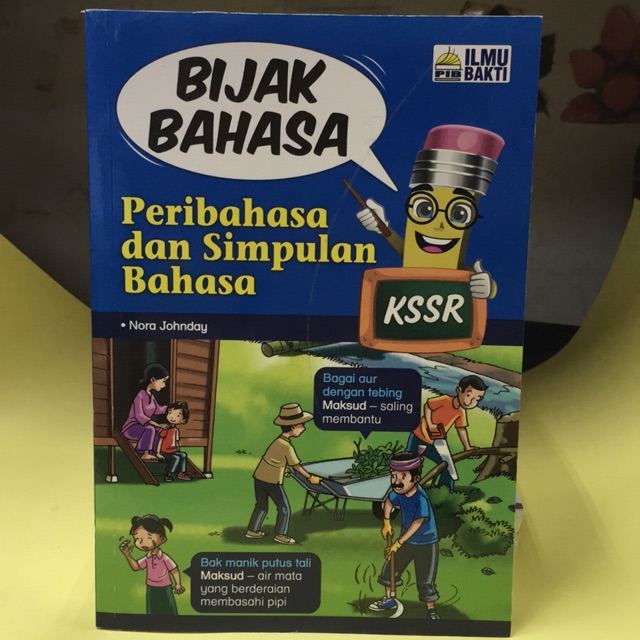 BIJAK
BAHASA
PIB
ILMU
BAKTI
Peribahasa
dan Simpulan
Bahasa
KSSR
• Nora Johnday
Bagai aur
dengan tebing
Maksud – saling
membantu
Bak manik putus tali
Maksud – air mata
yang berderaian
membasahi pipi